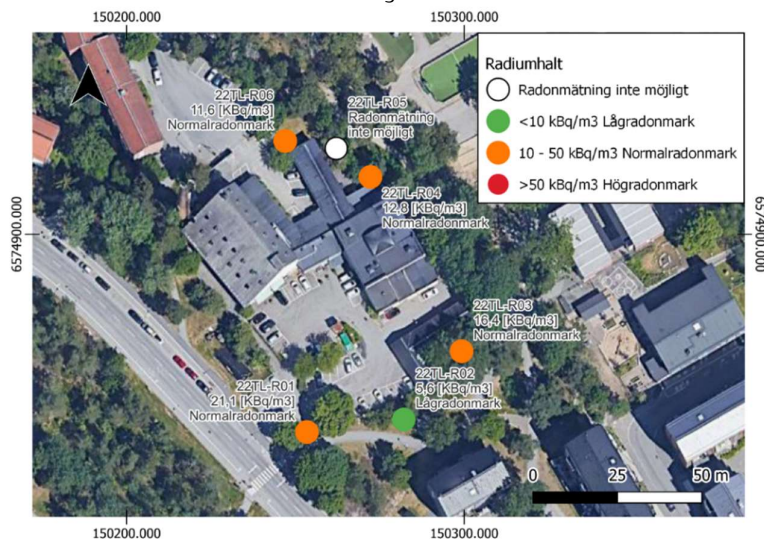 150200.000
150300.000
Radiumhalt
Radonmätning inte möjligt
<10 kBq/m3 Lågradonmark
10 - 50 kBq/m3 Normalradonmark
>50 kBq/m3 Högradonmark
22TL-R06
11,6 [KBq/m3]
Normalradonmark
22TL-R05
Radonmätning
inte möjligt
22TL-R04
12,8 [KBq/m3]
Normalradonmark
6574900.000
6574900.000
22TL-R03
16,4 [KBq/m3]
Normalradonmark
22TL-R02
5,6 [KBq/m3]
Lågradonmark
22TL-R01
21,1 [KBq/m3]
Normalradonmark
0 25 50 m
150200.000
150300.000